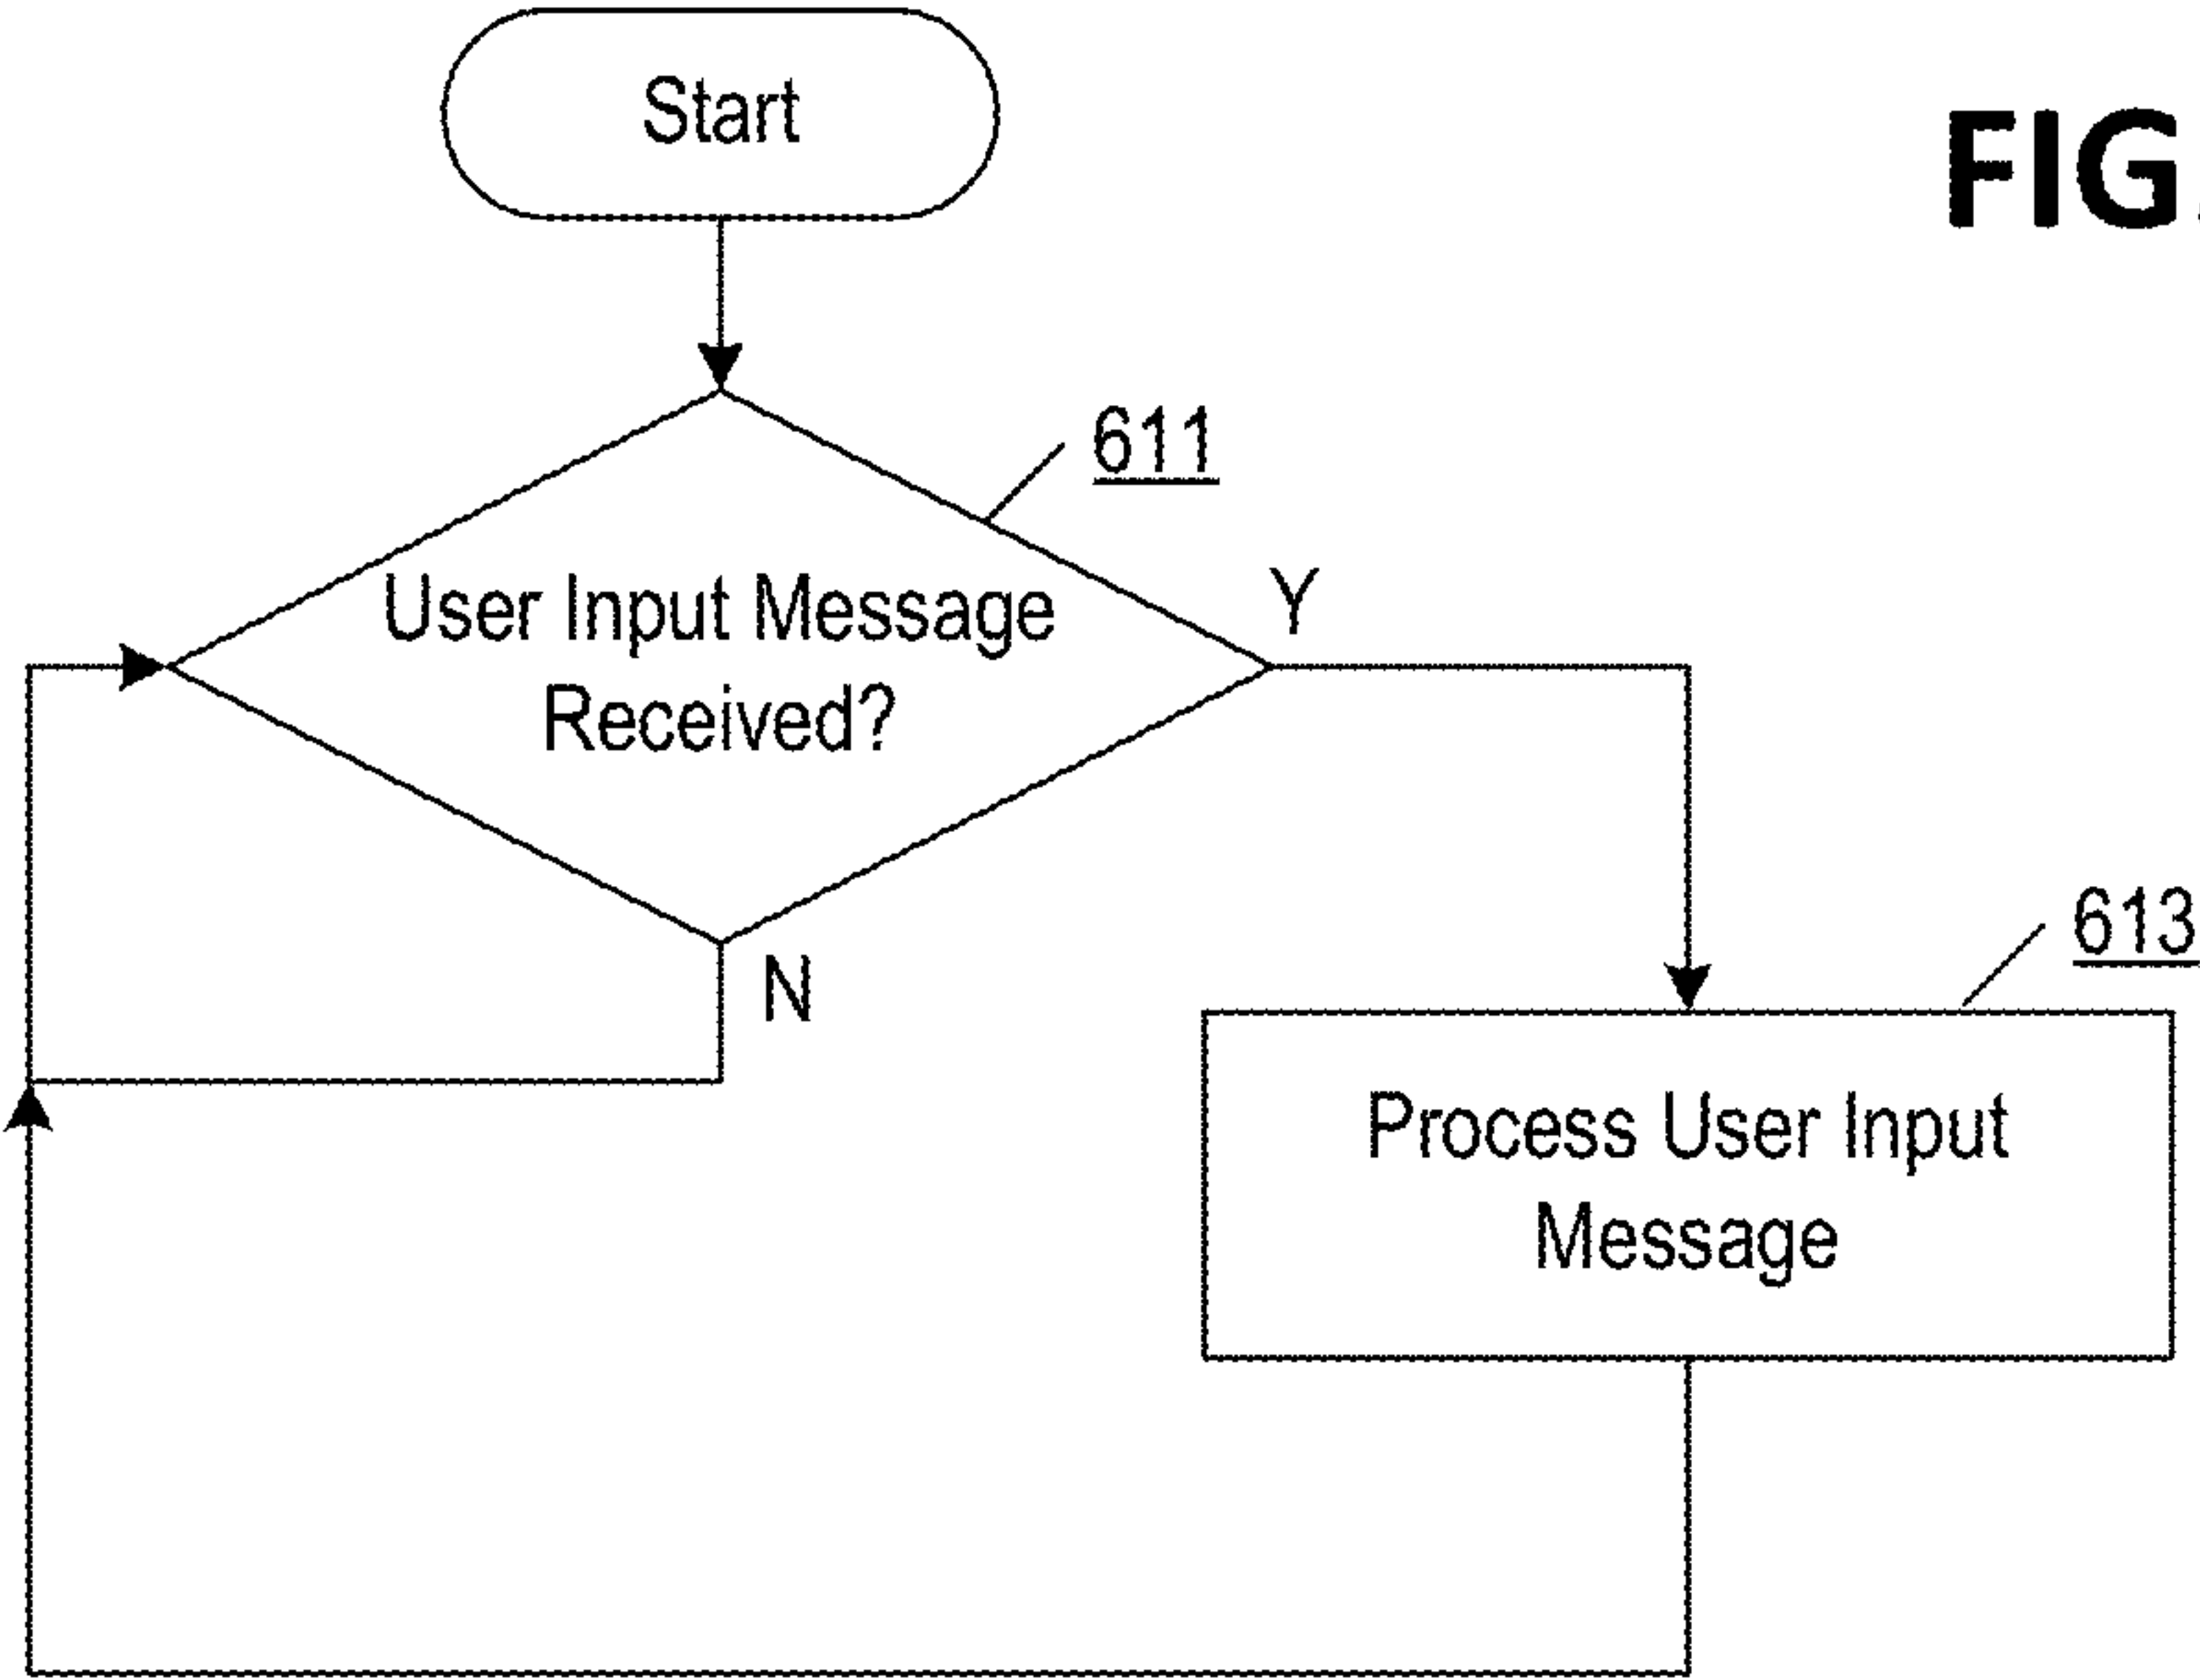 Start
FIG.
611
User Input Message
Received?
Y
N
613
Process User Input
Message